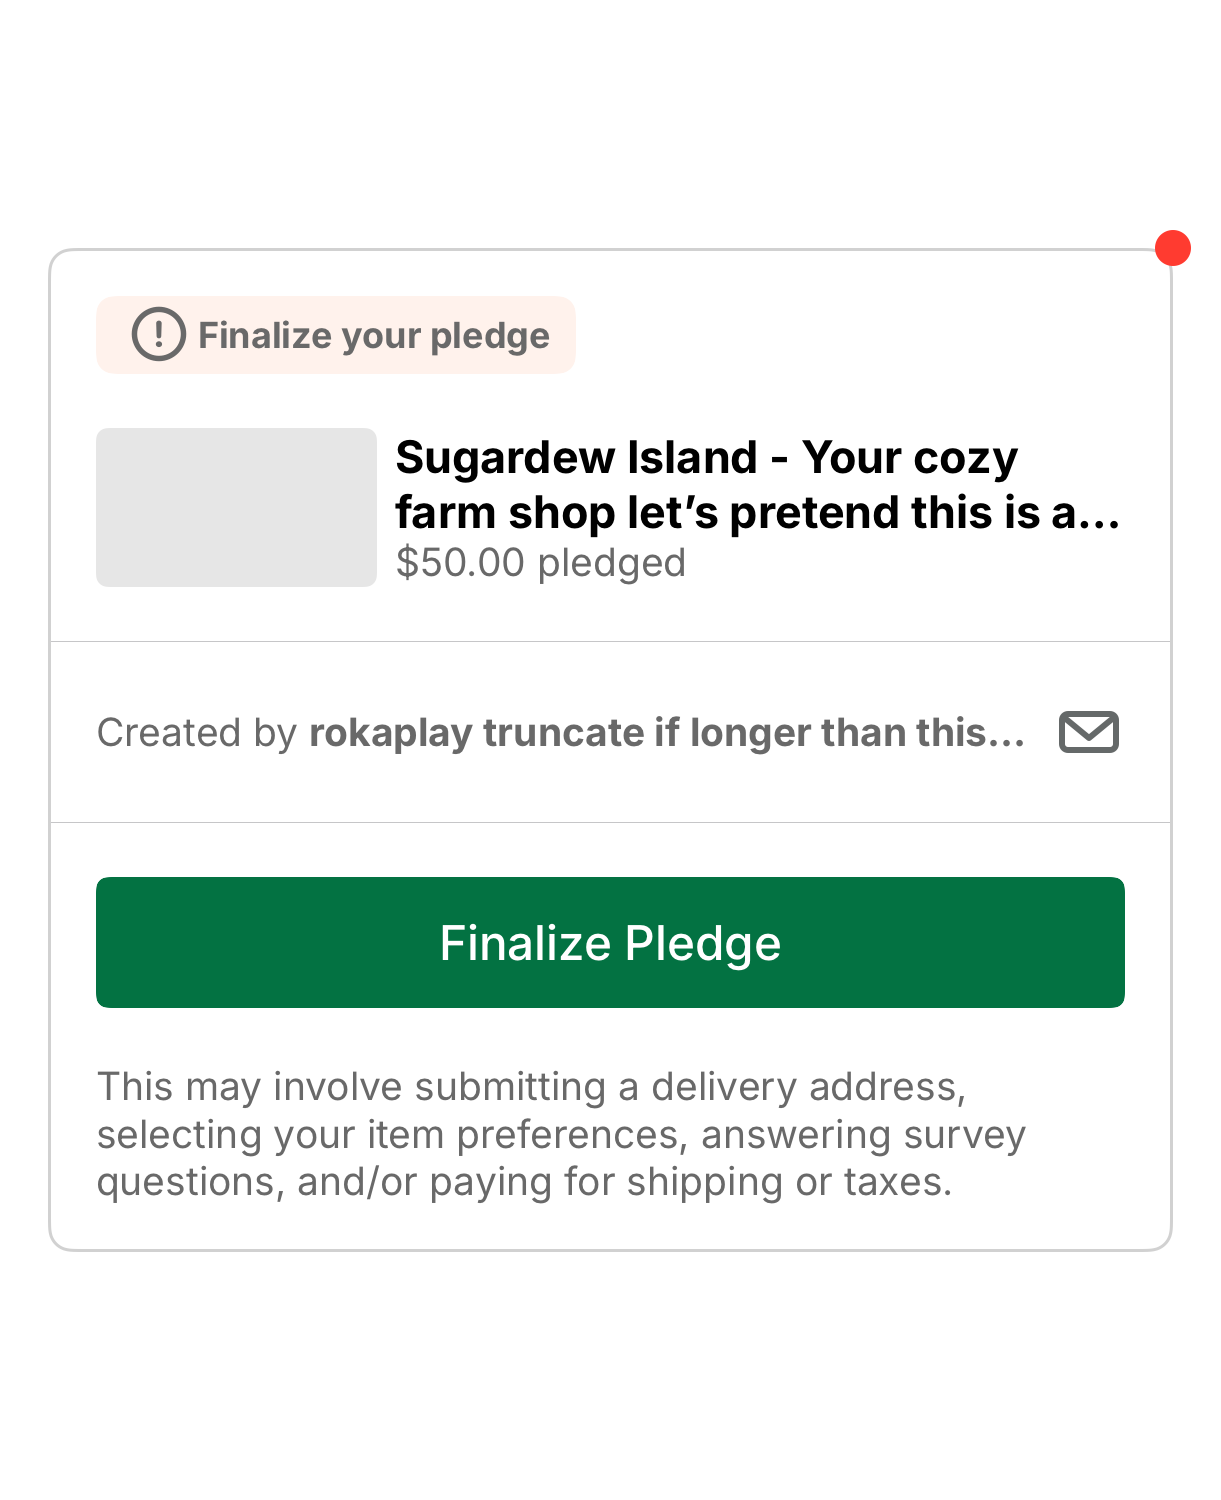 Finalize your pledge
Sugardew Island - Your cozy
farm shop let’s pretend this is a...
$50.00 pledged
Created by rokaplay truncate if longer than this...
Finalize Pledge
This may involve submitting a delivery address,
selecting your item preferences, answering survey
questions, and/or paying for shipping or taxes.